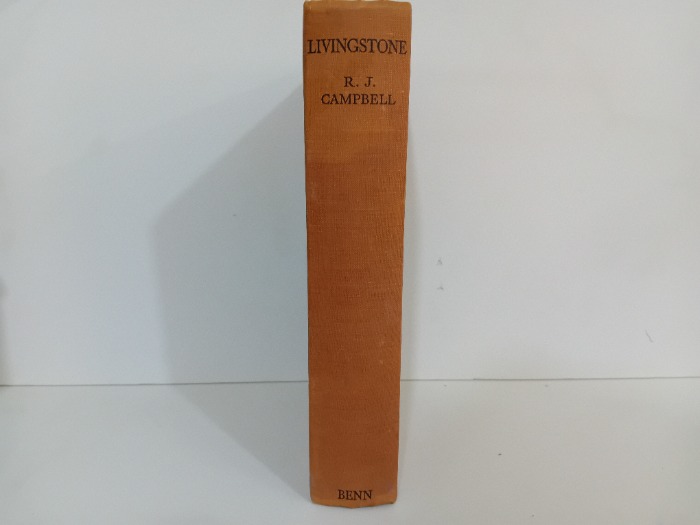 LIVINGSTONE
R. J.
CAMPBELL
BENN